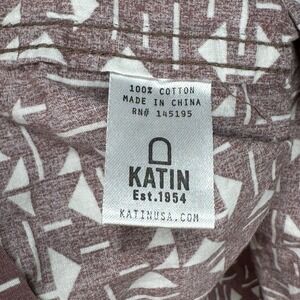 100% COTTON
MADE IN CHINA
RN# 145195
KATIN
Est.1954
KATINUSA.COM